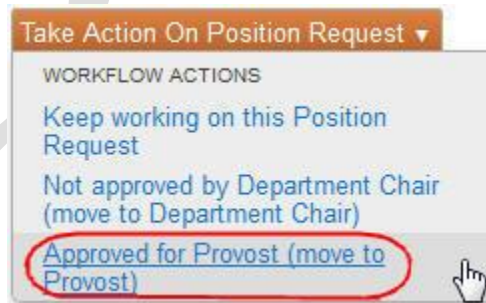 Take Action On Position Request ▾
WORKFLOW ACTIONS
Keep working on this Position
Request
Not approved by Department Chair
(move to Department Chair)
Approved for Provost (move to
Provost)